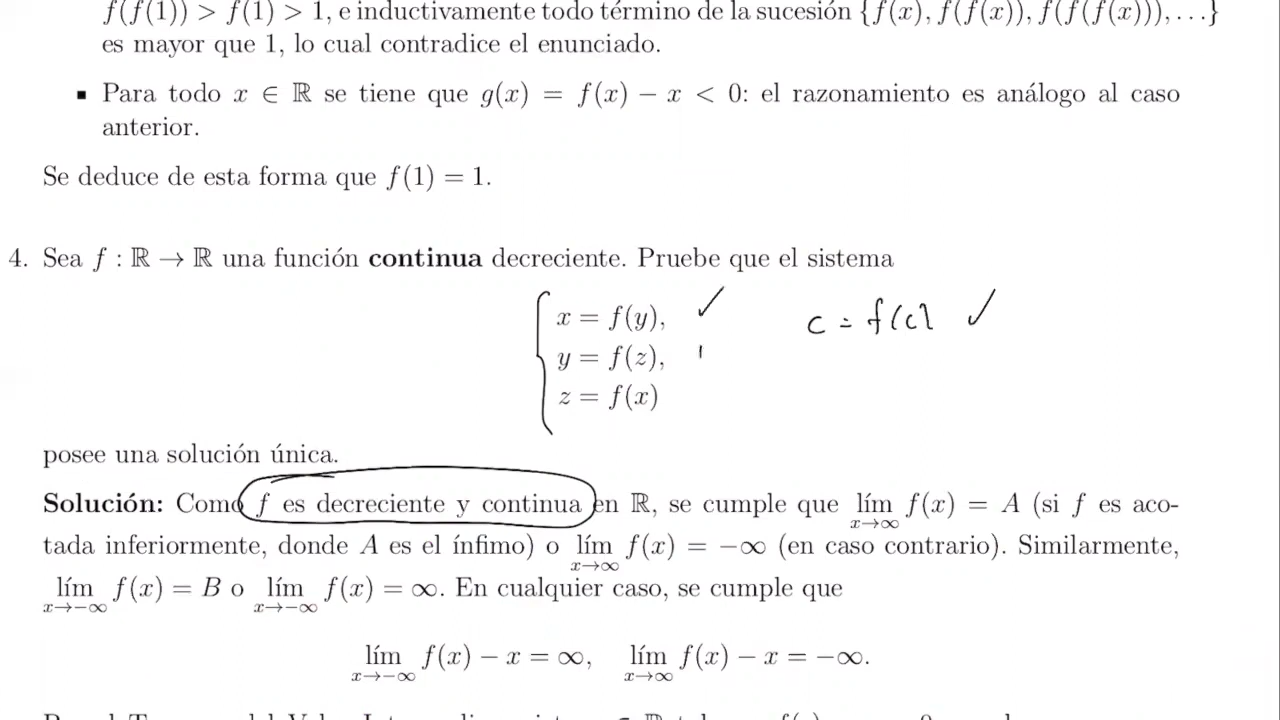 f(f(1)) > f(1) > 1, e inductivamente todo término de la sucesión {f(x), f(f(x)), f(f(f(x))), . . .}
es mayor que 1, lo cual contradice el enunciado.
▪ Para todo x ∈ ℝ se tiene que g(x) = f(x) − x < 0: el razonamiento es análogo al caso
anterior.
Se deduce de esta forma que f(1) = 1.
4. Sea f : ℝ → ℝ una función continua decreciente. Pruebe que el sistema
x = f(y), ✓
c = f(c) ✓
y = f(z),
z = f(x)
posee una solución única.
Solución: Como f es decreciente y continua en ℝ, se cumple que lím x→∞ f(x) = A (si f es aco-
tada inferiormente, donde A es el ínfimo) o lím x→∞ f(x) = −∞ (en caso contrario). Similarmente,
lím x→−∞ f(x) = B o lím x→−∞ f(x) = ∞. En cualquier caso, se cumple que
lím x→−∞ f(x) − x = ∞, lím x→∞ f(x) − x = −∞.